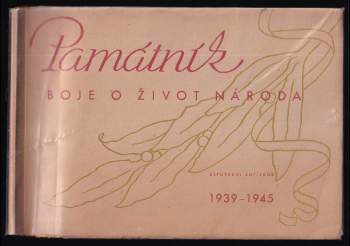 Památník
BOJE O ŽIVOT NÁRODA
1939-1945